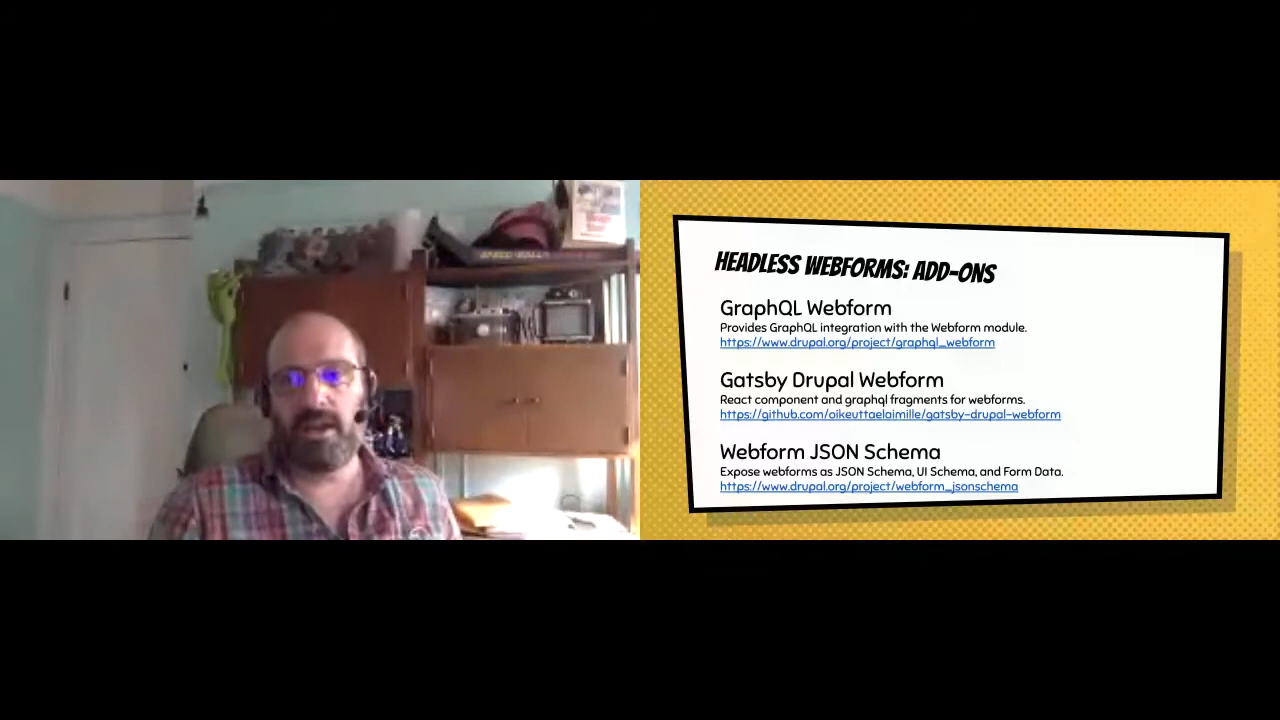 HEADLESS WEBFORMS: ADD-ONS
GraphQL Webform
Provides GraphQL integration with the Webform module.
https://www.drupal.org/project/graphql_webform
Gatsby Drupal Webform
React component and graphql fragments for webforms.
https://github.com/oikeuttaelaimille/gatsby-drupal-webform
Webform JSON Schema
Expose webforms as JSON Schema, UI Schema, and Form Data.
https://www.drupal.org/project/webform_jsonschema